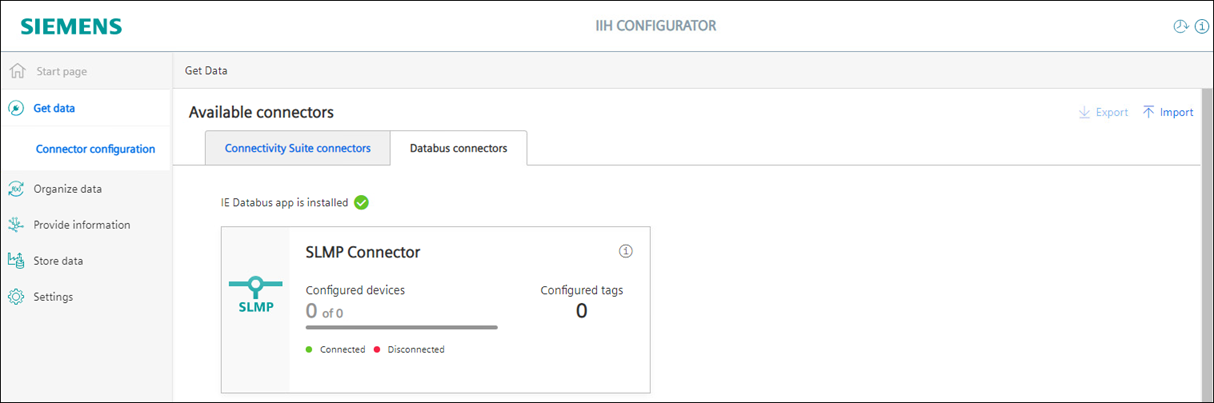 SIEMENS
IIH CONFIGURATOR
Start page
Get data
Connector configuration
Organize data
Provide information
Store data
Settings
Get Data
Available connectors
Export Import
Connectivity Suite connectors Databus connectors
IE Databus app is installed
SLMP
SLMP Connector
Configured devices Configured tags
0 of 0 0
Connected Disconnected